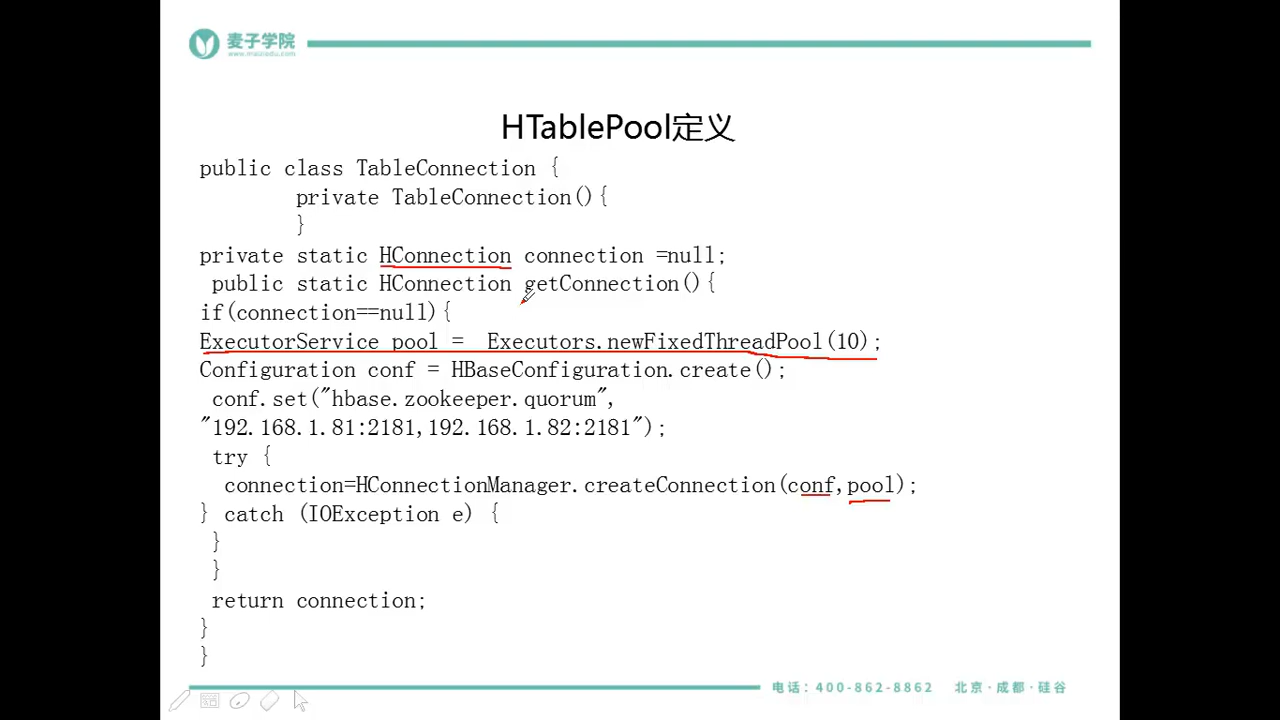 麦子学院
www.maiziedu.com
HTablePool定义
public class TableConnection {
private TableConnection(){
}
private static HConnection connection =null;
public static HConnection getConnection(){
if(connection==null){
ExecutorService pool = Executors.newFixedThreadPool(10);
Configuration conf = HBaseConfiguration.create();
conf.set("hbase.zookeeper.quorum",
"192.168.1.81:2181,192.168.1.82:2181");
try {
connection=HConnectionManager.createConnection(conf,pool);
} catch (IOException e) {
}
}
return connection;
}
}
电话：400-862-8862 北京·成都·硅谷